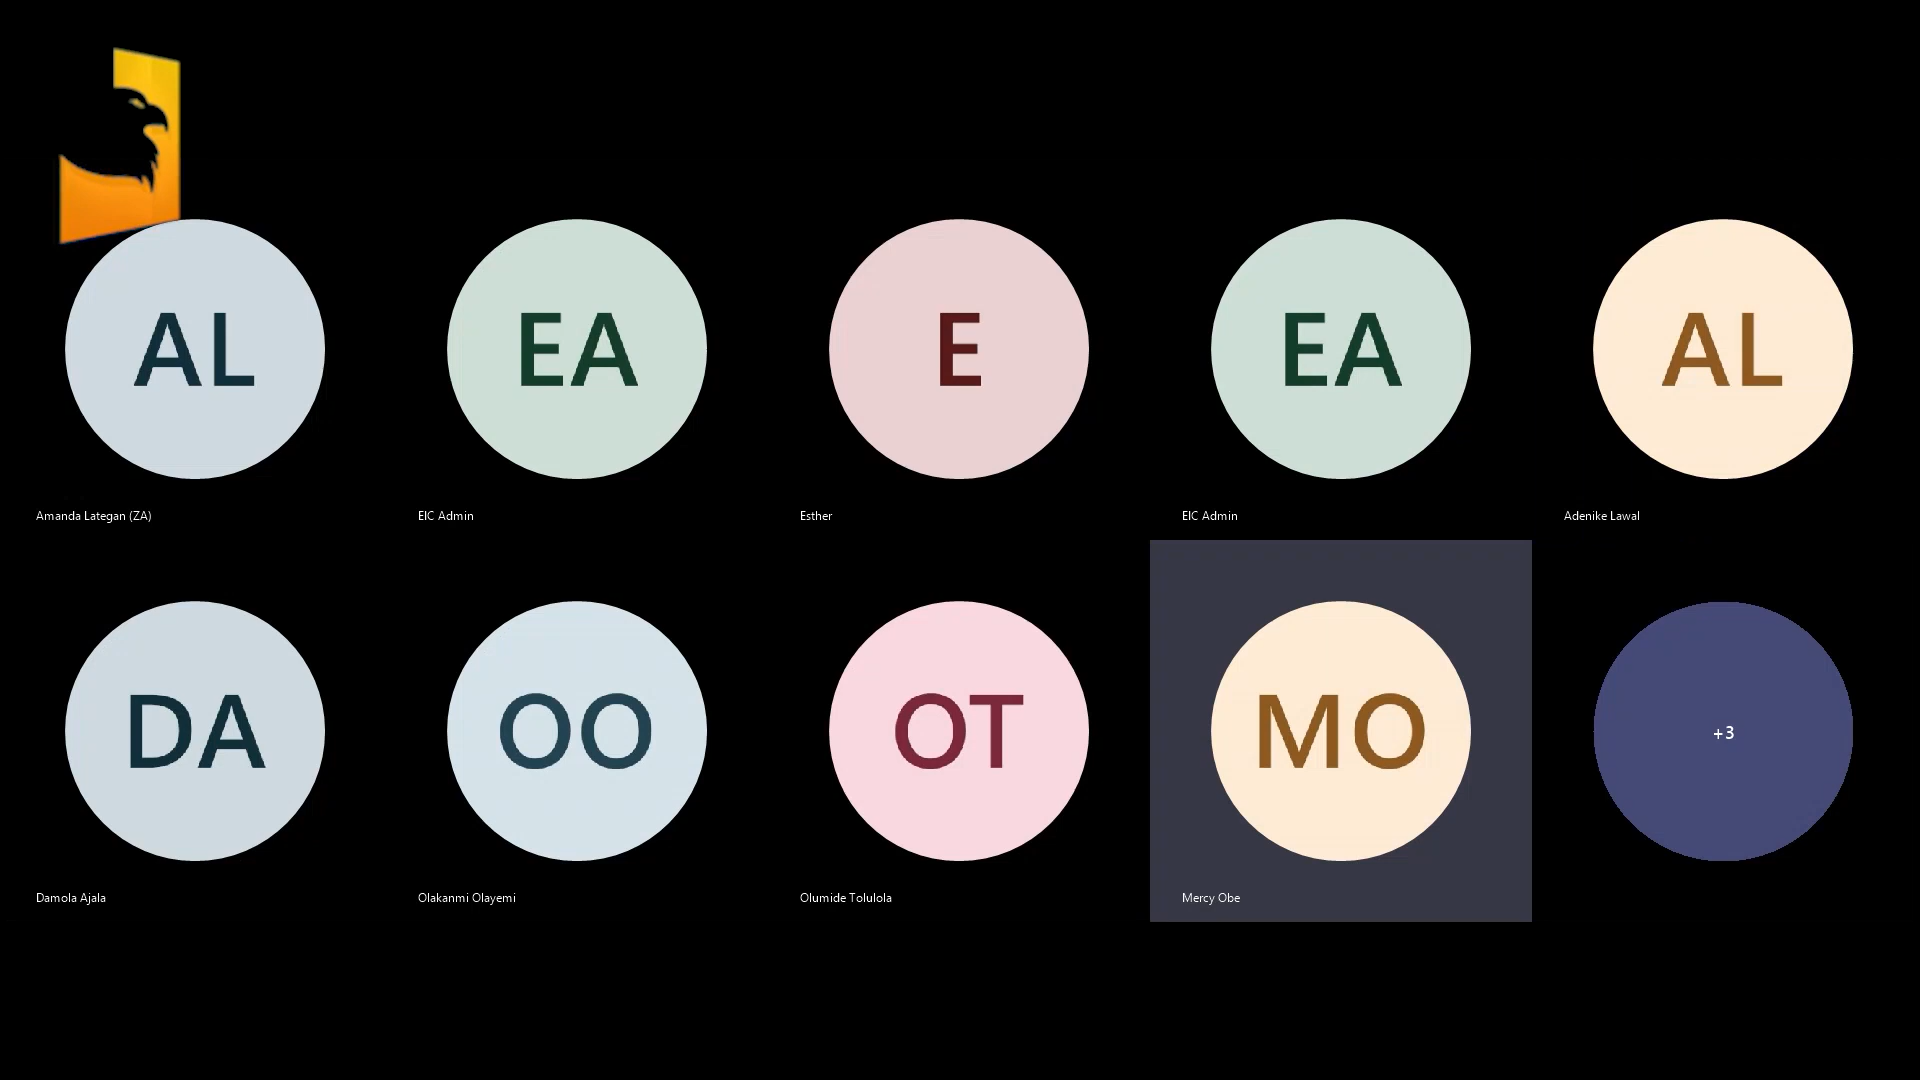 AL
EA
E
EA
AL
Amanda Lategan (ZA)
EIC Admin
Esther
EIC Admin
Adenike Lawal
DA
OO
OT
MO
+3
Damola Ajala
Olakanmi Olayemi
Olumide Tolulola
Mercy Obe